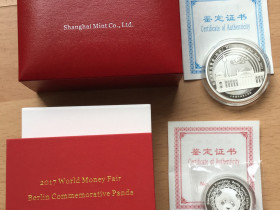 Shanghai Mint Co., Ltd.
鉴定证书
Certificate of Authenticity
2017 World Money Fair
Berlin Commemorative Panda
鉴定证书
Certificate of Authenticity